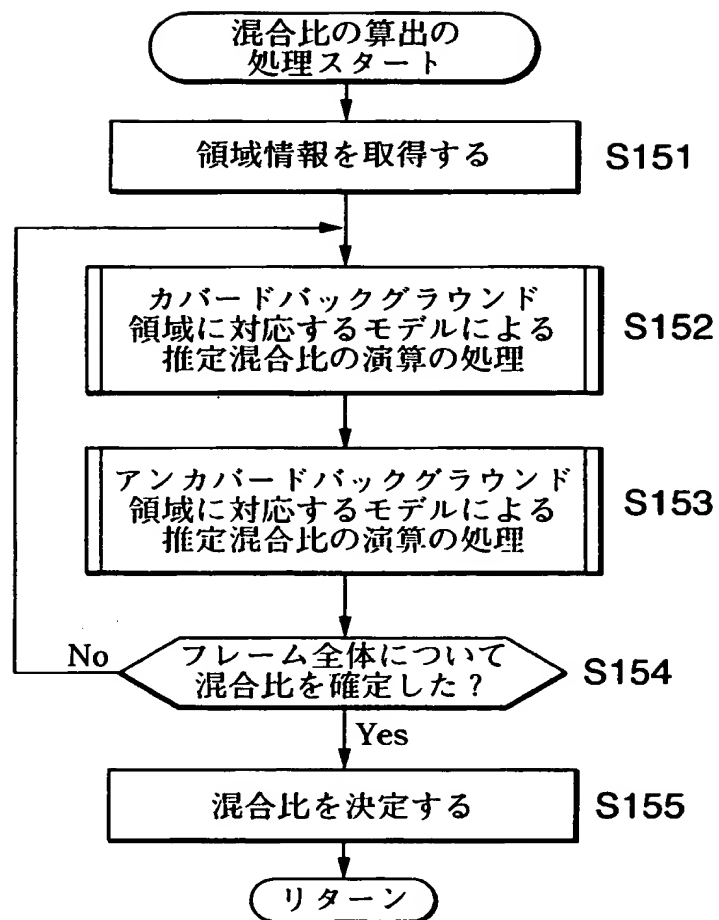 混合比の算出の
処理スタート
領域情報を取得する
S151
カバードバックグラウンド
領域に対応するモデルによる
推定混合比の演算の処理
S152
アンカバードバックグラウンド
領域に対応するモデルによる
推定混合比の演算の処理
S153
No
フレーム全体について
混合比を確定した?
S154
Yes
混合比を決定する
S155
リターン